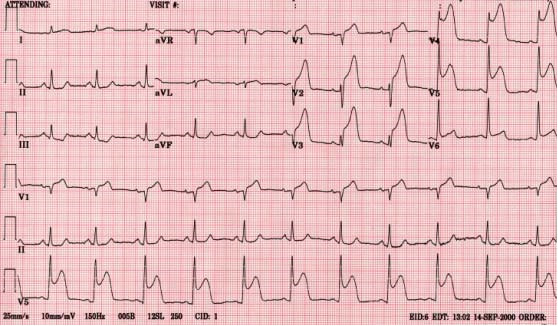 ATTENDING: VISIT #:
I aVR V1 V4
II aVL V2 V5
III aVF V3 V6
V1
II
V5
25mm/s 10mm/mV 150Hz 005B 12SL 250 CID: 1 EID:6 EDT: 13:02 14-SEP-2000 ORDER: